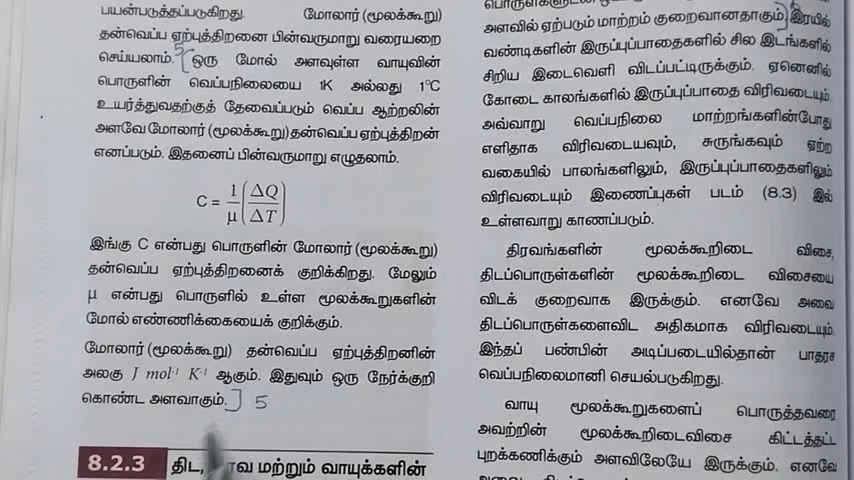 பயன்படுத்தப்படுகிறது. மோலார் (மூலக்கூறு)
தன்வெப்ப ஏற்புத்திறனை பின்வருமாறு வரையறை
செய்யலாம். 5 { ஒரு மோல் அளவுள்ள வாயுவின்
பொருளின் வெப்பநிலையை 1K அல்லது 1°C
உயர்த்துவதற்குத் தேவைப்படும் வெப்ப ஆற்றலின்
அளவே மோலார் (மூலக்கூறு) தன்வெப்ப ஏற்புத்திறன்
எனப்படும். இதனைப் பின்வருமாறு எழுதலாம்.
C = 1/μ (ΔQ/ΔT)
இங்கு C என்பது பொருளின் மோலார் (மூலக்கூறு)
தன்வெப்ப ஏற்புத்திறனைக் குறிக்கிறது. மேலும்
μ என்பது பொருளில் உள்ள மூலக்கூறுகளின்
மோல் எண்ணிக்கையைக் குறிக்கும்.
மோலார் (மூலக்கூறு) தன்வெப்ப ஏற்புத்திறனின்
அலகு J mol⁻¹ K⁻¹ ஆகும். இதுவும் ஒரு நேர்க்குறி
கொண்ட அளவாகும். ] 5
8.2.3 திட, மற்றும் வாயுக்களின்
அளவில் ஏற்படும் மாற்றம் குறைவானதாகும் } இரயில்
வண்டிகளின் இருப்புப்பாதைகளில் சில இடங்களில்
சிறிய இடைவெளி விடப்பட்டிருக்கும். ஏனெனில்
கோடை காலங்களில் இருப்புப்பாதை விரிவடையும்.
அவ்வாறு வெப்பநிலை மாற்றங்களின்போது
எளிதாக விரிவடையவும், சுருங்கவும் ஏற்ற
வகையில் பாலங்களிலும், இருப்புப்பாதைகளிலும்
விரிவடையும் இணைப்புகள் படம் (8.3) இல்
உள்ளவாறு காணப்படும்.
திரவங்களின் மூலக்கூறிடை விசை,
திடப்பொருள்களின் மூலக்கூறிடை விசையை
விடக் குறைவாக இருக்கும். எனவே அவை
திடப்பொருள்களைவிட அதிகமாக விரிவடையும்.
இந்தப் பண்பின் அடிப்படையில்தான் பாதரச
வெப்பநிலைமானி செயல்படுகிறது.
வாயு மூலக்கூறுகளைப் பொருத்தவரை
அவற்றின் மூலக்கூறிடைவிசை கிட்டத்தட்ட
புறக்கணிக்கும் அளவிலேயே இருக்கும். எனவே